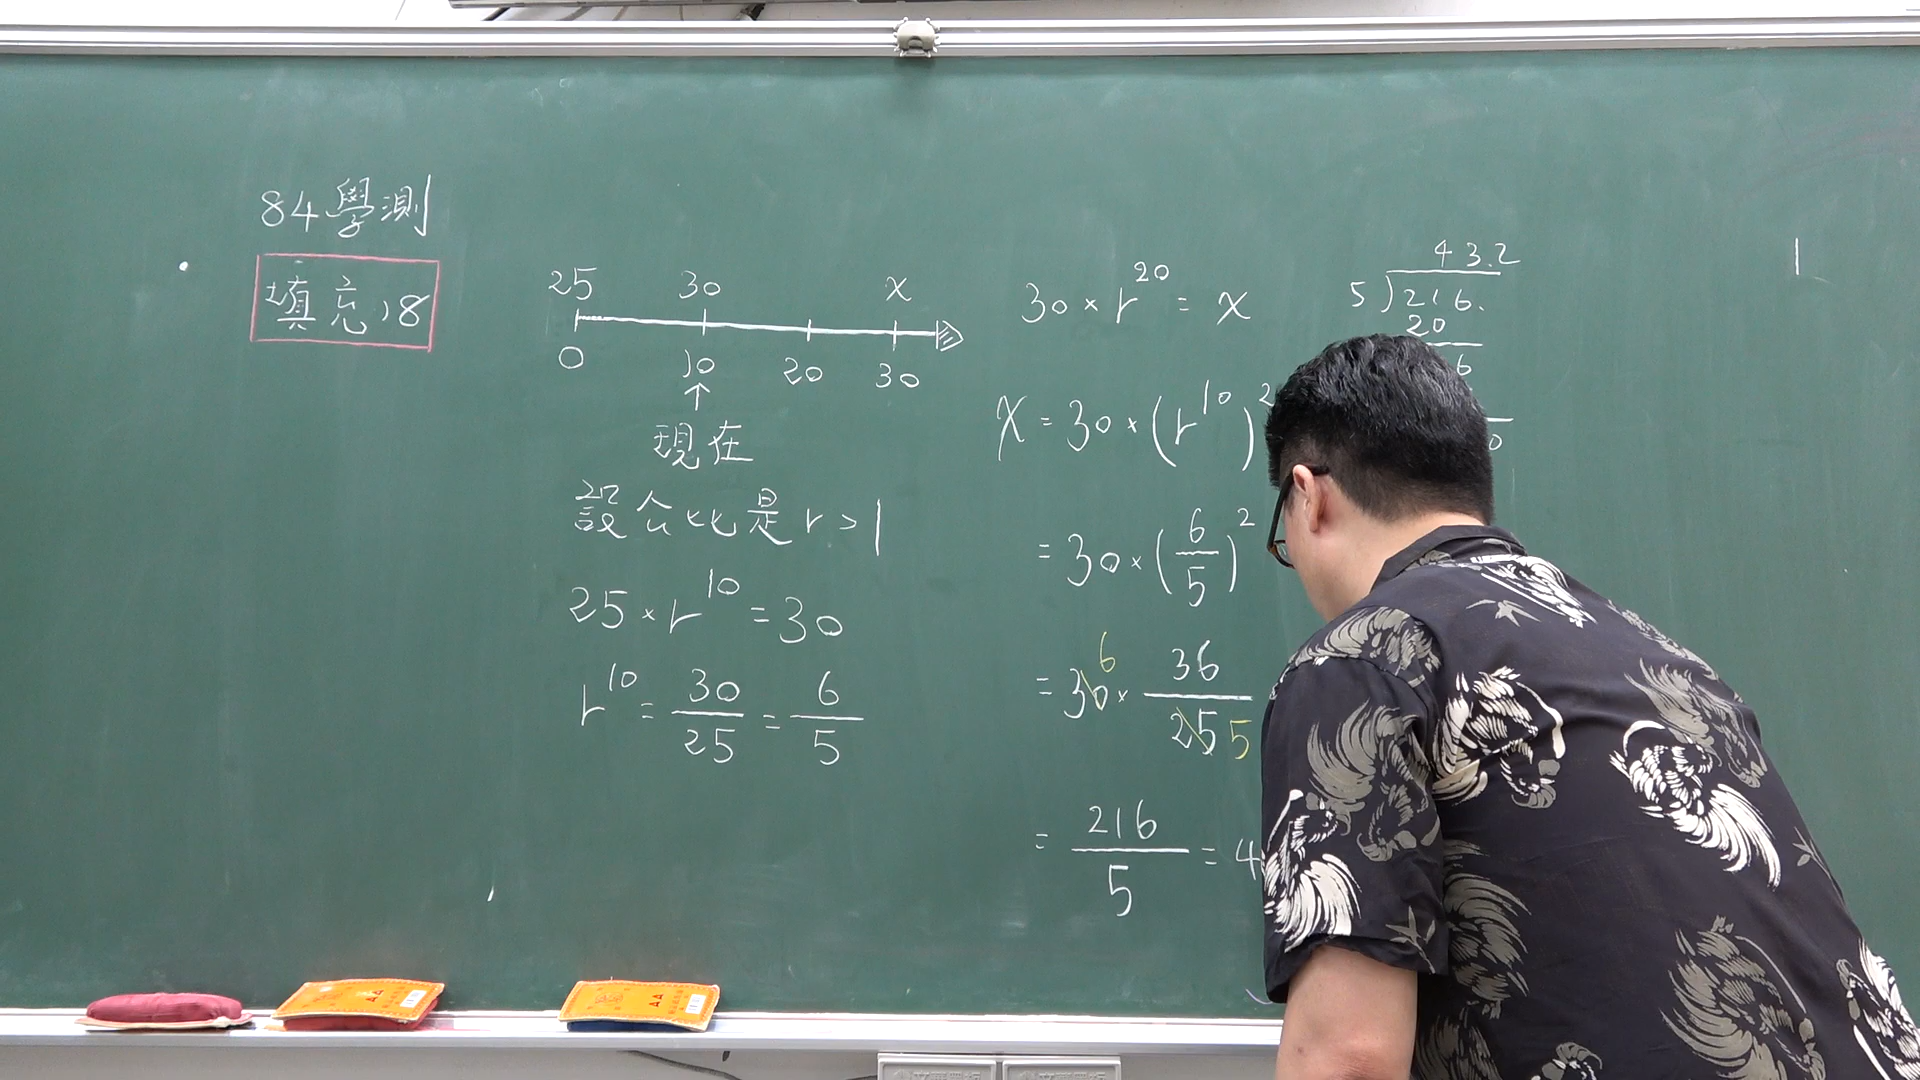 84學測
填充18
25 30 x
0 10 20 30
↑
現在
設公比是r>1
25×r^10=30
r^10=30/25=6/5
30×r^20=x
x=30×(r^10)^2
=30×(6/5)^2
=30×36/25
6
5
=216/5=4
43.2
5)216.
20
6
0